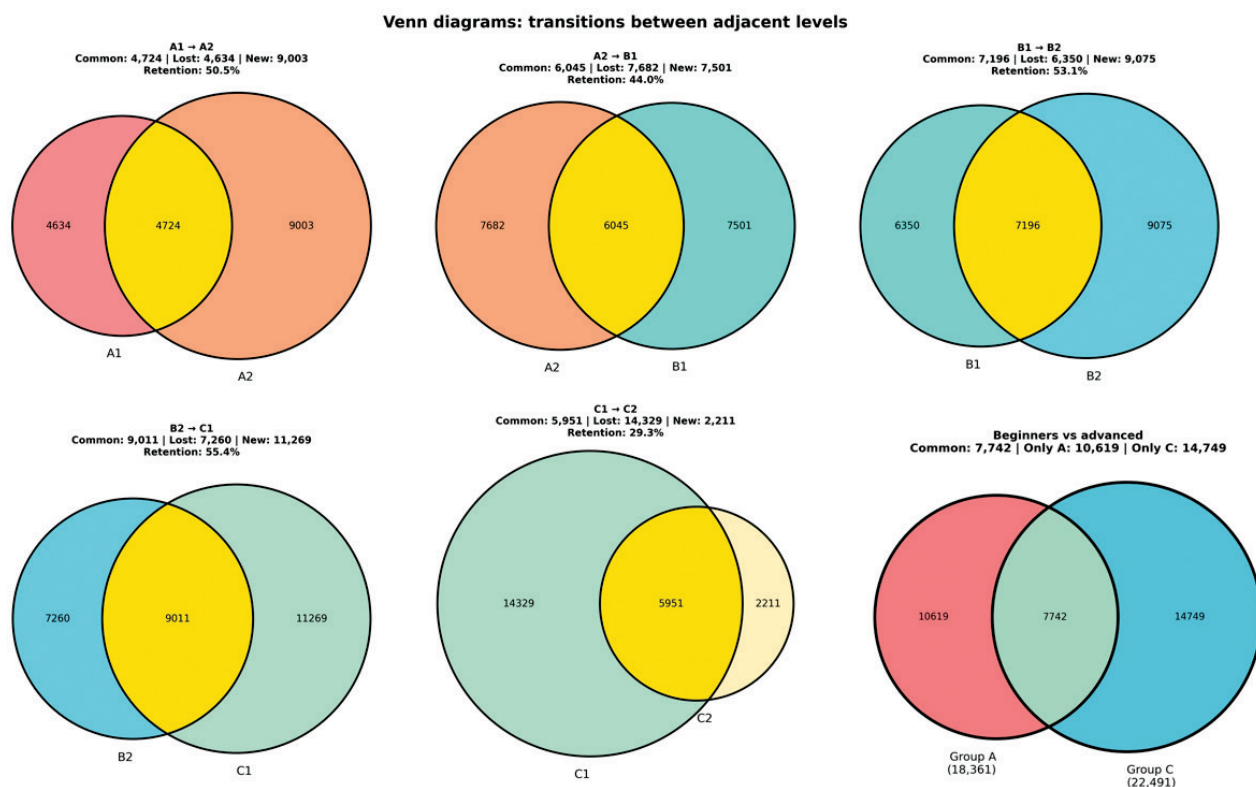 Venn diagrams: transitions between adjacent levels
A1 → A2
Common: 4,724 | Lost: 4,634 | New: 9,003
Retention: 50.5%
4634
4724
9003
A1
A2
A2 → B1
Common: 6,045 | Lost: 7,682 | New: 7,501
Retention: 44.0%
7682
6045
7501
A2
B1
B1 → B2
Common: 7,196 | Lost: 6,350 | New: 9,075
Retention: 53.1%
6350
7196
9075
B1
B2
B2 → C1
Common: 9,011 | Lost: 7,260 | New: 11,269
Retention: 55.4%
7260
9011
11269
B2
C1
C1 → C2
Common: 5,951 | Lost: 14,329 | New: 2,211
Retention: 29.3%
14329
5951
2211
C2
C1
Beginners vs advanced
Common: 7,742 | Only A: 10,619 | Only C: 14,749
10619
7742
14749
Group A
(18,361)
Group C
(22,491)